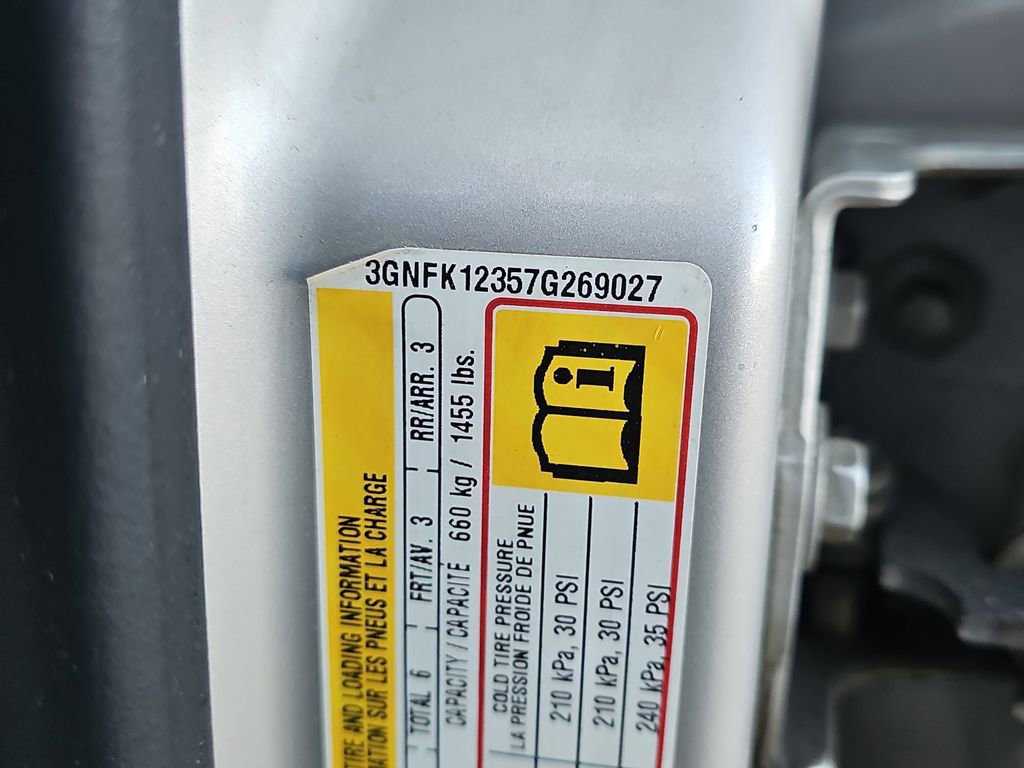 3GNFK12357G269027
TIRE AND LOADING INFORMATION
SUR LES PNEUS ET LA CHARGE
TOTAL 6 FRT/AV. 3 RR/ARR. 3
CAPACITY / CAPACITÉ 660 kg / 1455 lbs.
COLD TIRE PRESSURE
LA PRESSION FROIDE DE PNUE
210 kPa, 30 PSI
210 kPa, 30 PSI
240 kPa, 35 PSI